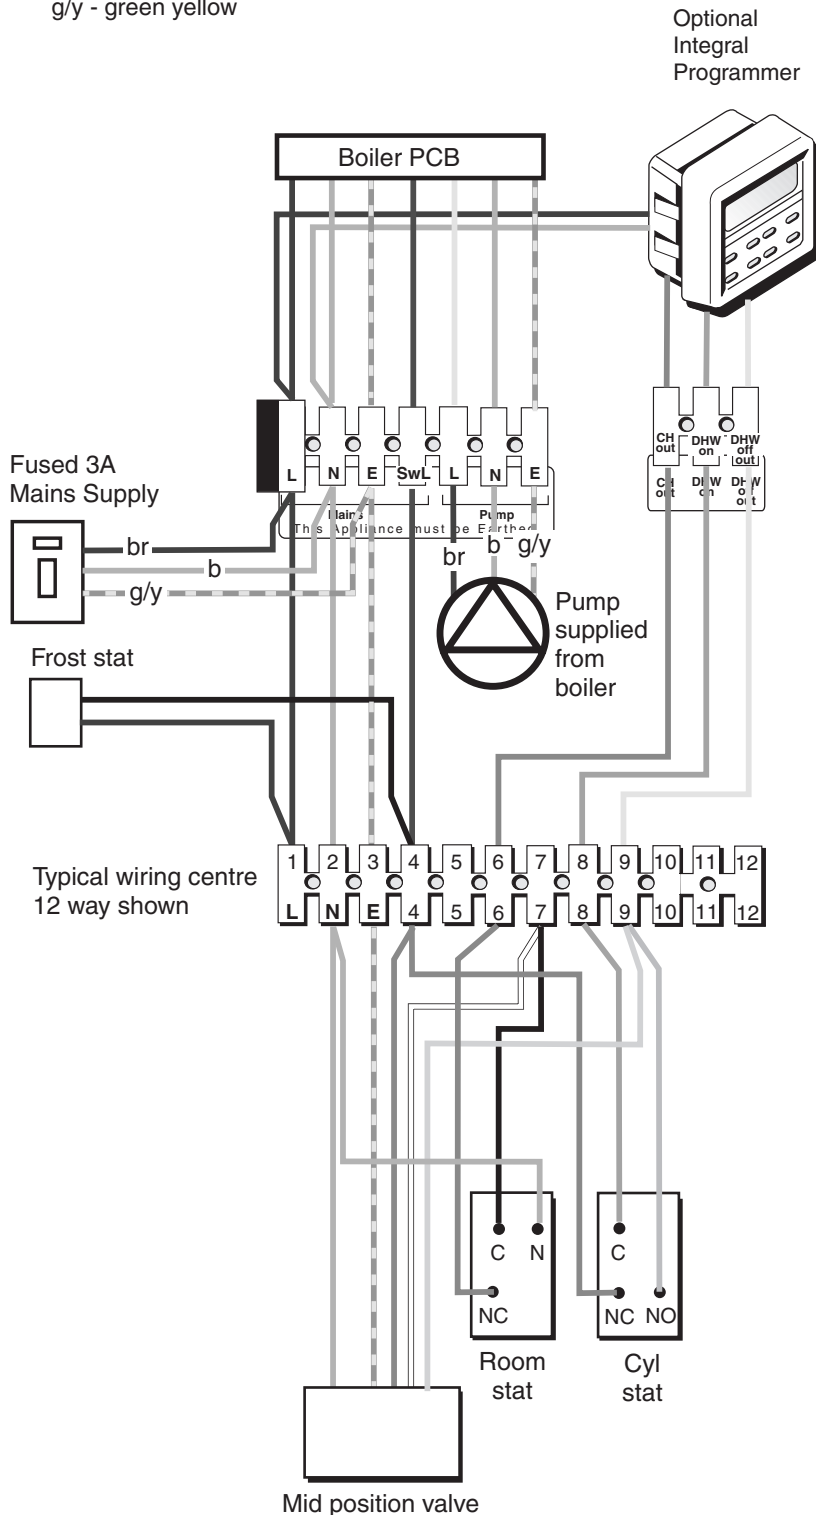 g/y - green yellow
Optional
Integral
Programmer
Boiler PCB
L N E SwL L N E
Mains Pump
This Appliance must be Earthed
CH out
DHW on
DHW off out
CH out
DHW on
DHW off out
Fused 3A
Mains Supply
br
b
g/y
br b g/y
Pump
supplied
from
boiler
Frost stat
Typical wiring centre
12 way shown
1 2 3 4 5 6 7 8 9 10 11 12
L N E 4 5 6 7 8 9 10 11 12
C N
NC
C
NC NO
Room
stat
Cyl
stat
Mid position valve